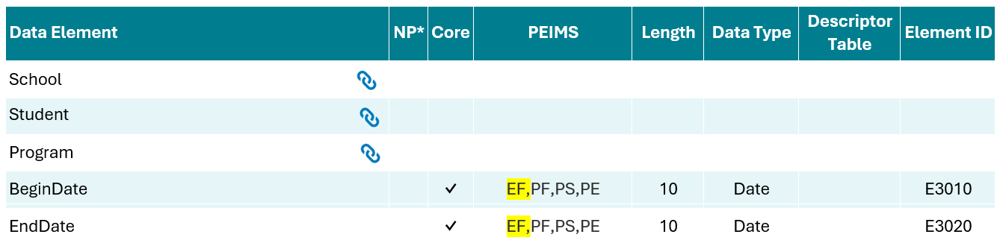 Data Element NP* Core PEIMS Length Data Type Descriptor Table Element ID
School
Student
Program
BeginDate ✓ EF,PF,PS,PE 10 Date E3010
EndDate ✓ EF,PF,PS,PE 10 Date E3020